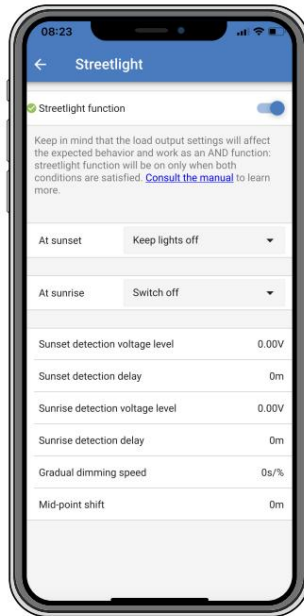 08:23
Streetlight
Streetlight function
Keep in mind that the load output settings will affect
the expected behavior and work as an AND function:
streetlight function will be on only when both
conditions are satisfied. Consult the manual to learn
more.
At sunset Keep lights off
At sunrise Switch off
Sunset detection voltage level 0.00V
Sunset detection delay 0m
Sunrise detection voltage level 0.00V
Sunrise detection delay 0m
Gradual dimming speed 0s/%
Mid-point shift 0m